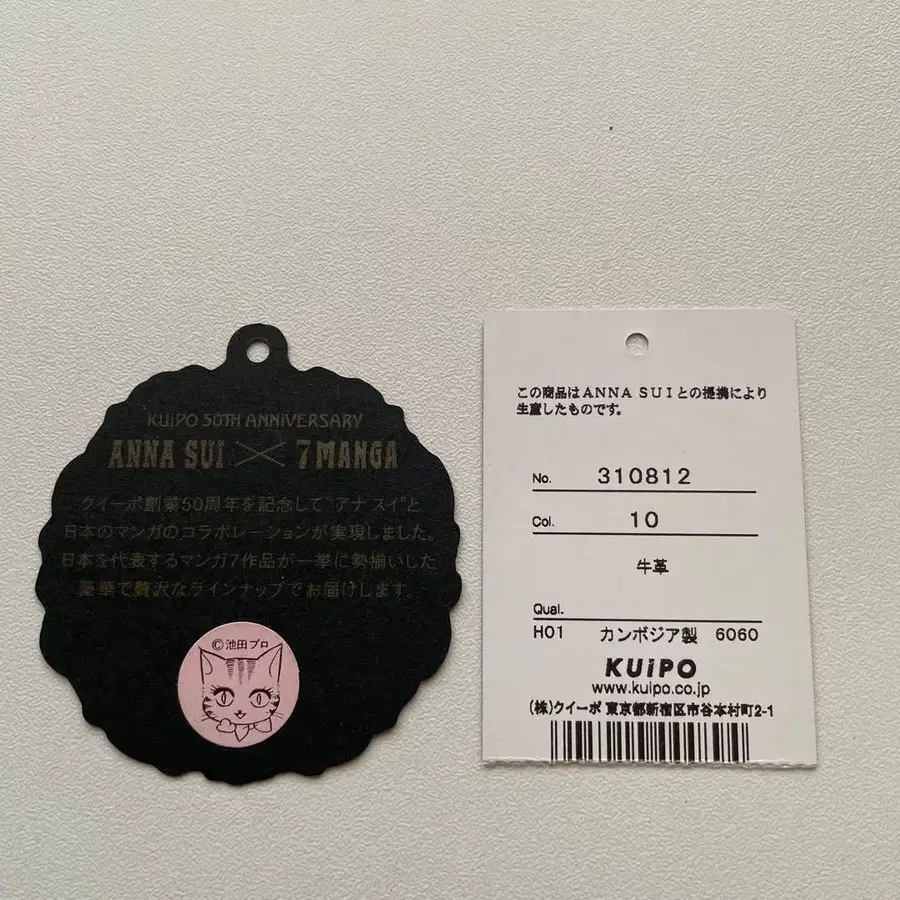 KUIPO 50TH ANNIVERSARY
ANNA SUI × 7 MANGA
クイーポ創業50周年を記念して"アナ スイ"と
日本のマンガのコラボレーションが実現しました。
日本を代表するマンガ7作品が一挙に勢揃いした
豪華で贅沢なラインナップでお届けします。
©池田プロ
この商品はANNA SUIとの提携により
生産したものです。
No. 310812
Col. 10
牛革
Qual.
H01 カンボジア製 6060
KUiPO
www.kuipo.co.jp
(株)クイーポ 東京都新宿区市谷本村町2-1